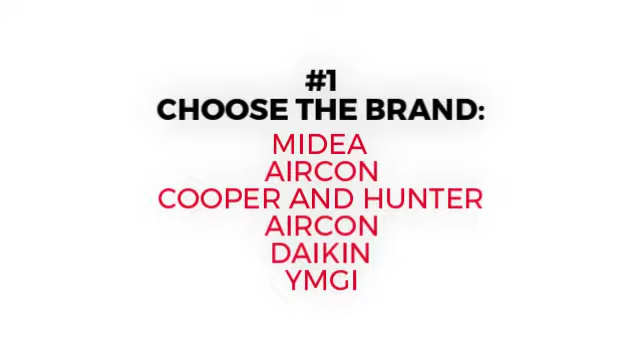 #1
CHOOSE THE BRAND:
MIDEA
AIRCON
COOPER AND HUNTER
AIRCON
DAIKIN
YMGI